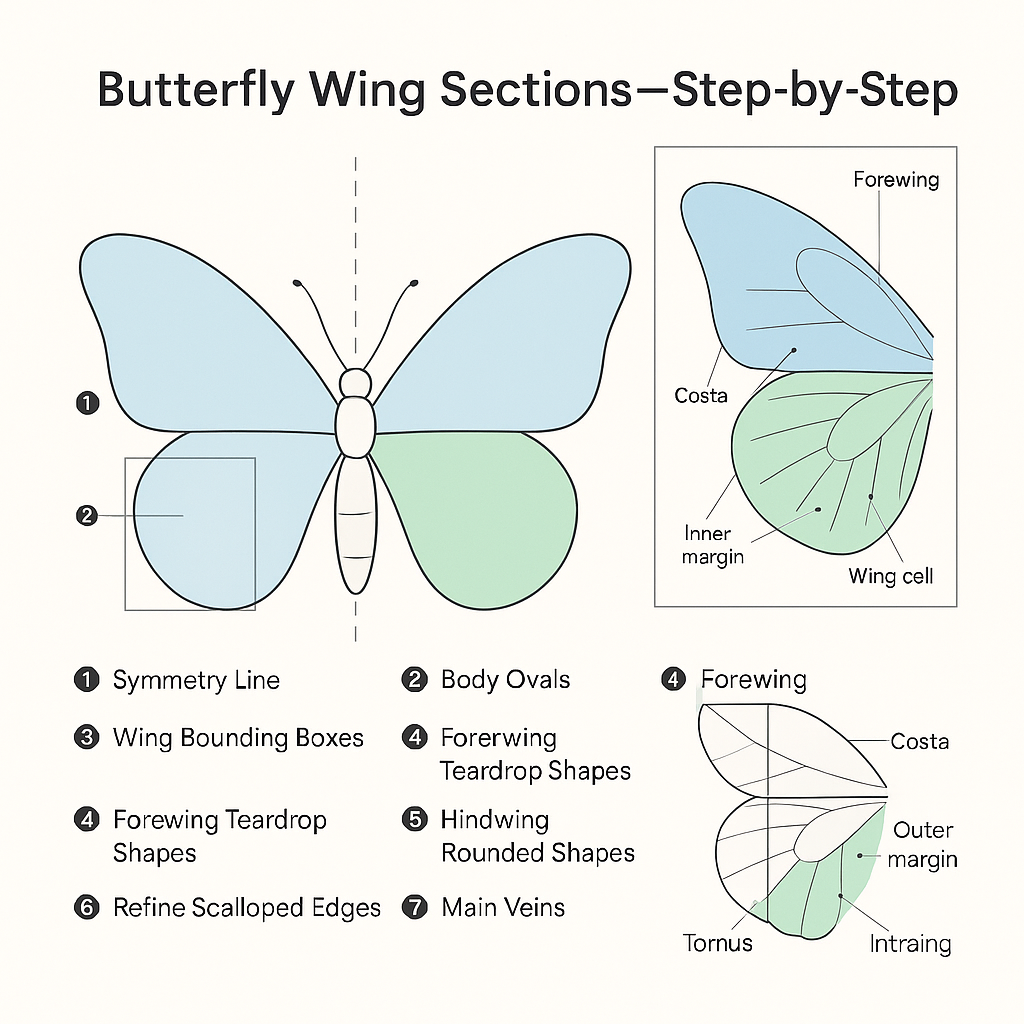 Butterfly Wing Sections—Step-by-Step
Forewing
Costa
Inner
margin
Wing cell
1
2
1 Symmetry Line
2 Body Ovals
3 Wing Bounding Boxes
4 Forerwing
Teardrop Shapes
4 Forewing Teardrop
Shapes
5 Hindwing
Rounded Shapes
6 Refine Scalloped Edges
7 Main Veins
4 Forewing
Costa
Outer
margin
Tornus
Intraing